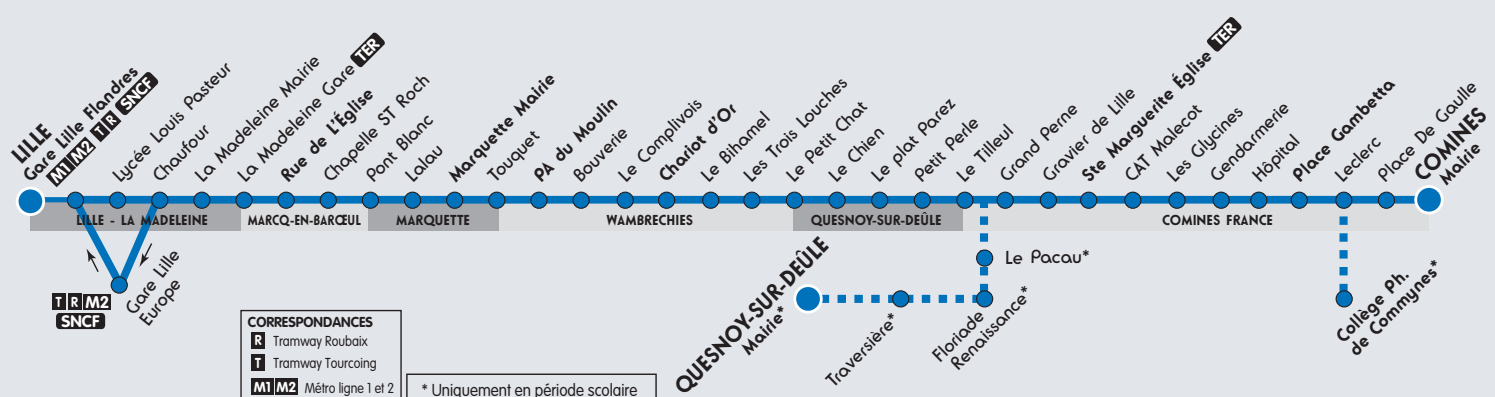 LILLE
Gare Lille Flandres
M1 M2 T R SNCF
Lycée Louis Pasteur
Chaufour
La Madeleine Mairie
La Madeleine Gare TER
Rue de L'Église
Chapelle ST Roch
Pont Blanc
Lalau
Marquette Mairie
Touquet
PA du Moulin
Bouverie
Le Complivois
Chariot d'Or
Le Bihamel
Les Trois Louches
Le Petit Chat
Le Chien
Le plat Parez
Petit Perle
Le Tilleul
Grand Perne
Gravier de Lille
Ste Marguerite Église TER
CAT Malecot
Les Glycines
Gendarmerie
Hôpital
Place Gambetta
Leclerc
Place De Gaulle
COMINES
Mairie
LILLE - LA MADELEINE
MARCQ-EN-BARŒUL
MARQUETTE
WAMBRECHIES
QUESNOY-SUR-DEÛLE
COMINES FRANCE
Gare Lille
Europe
T R M2
SNCF
Le Pacau*
QUESNOY-SUR-DEÛLE
Mairie*
Traversière*
Floriade
Renaissance*
Collège Ph.
de Commynes*
CORRESPONDANCES
R Tramway Roubaix
T Tramway Tourcoing
M1 M2 Métro ligne 1 et 2
* Uniquement en période scolaire